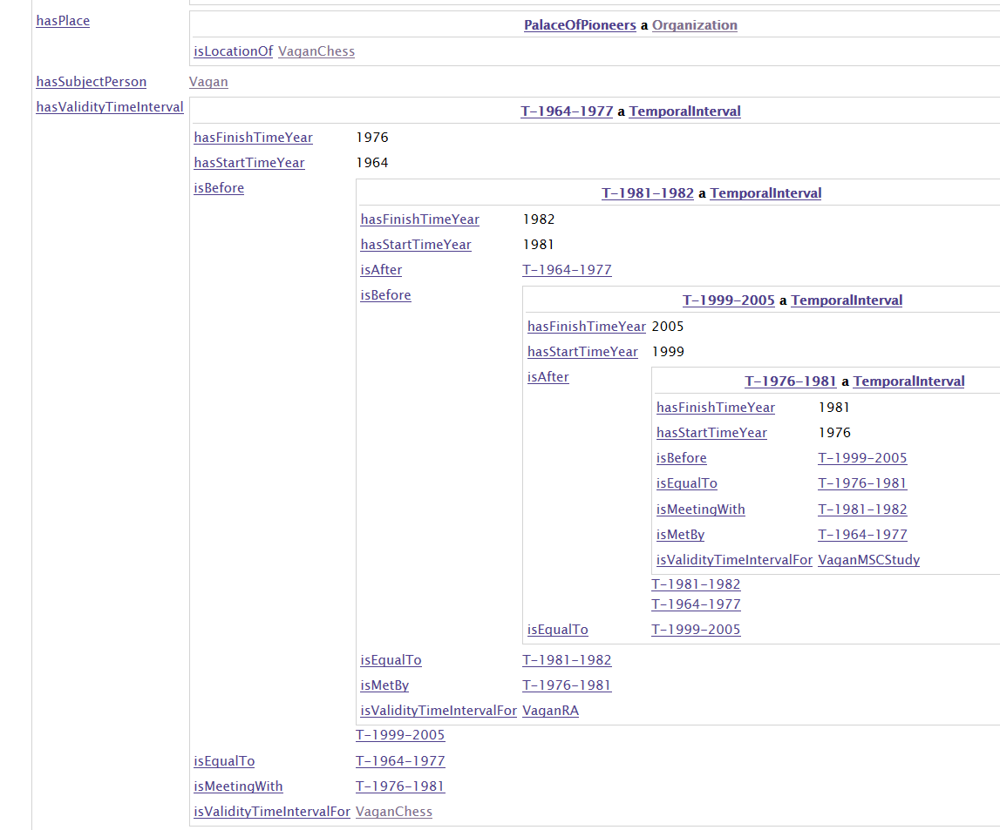 hasPlace
PalaceOfPioneers a Organization
isLocationOf VaganChess
hasSubjectPerson Vagan
hasValidityTimeInterval
T-1964-1977 a TemporalInterval
hasFinishTimeYear 1976
hasStartTimeYear 1964
isBefore
T-1981-1982 a TemporalInterval
hasFinishTimeYear 1982
hasStartTimeYear 1981
isAfter T-1964-1977
isBefore
T-1999-2005 a TemporalInterval
hasFinishTimeYear 2005
hasStartTimeYear 1999
isAfter
T-1976-1981 a TemporalInterval
hasFinishTimeYear 1981
hasStartTimeYear 1976
isBefore T-1999-2005
isEqualTo T-1976-1981
isMeetingWith T-1981-1982
isMetBy T-1964-1977
isValidityTimeIntervalFor VaganMSCStudy
T-1981-1982
T-1964-1977
isEqualTo T-1999-2005
isEqualTo T-1981-1982
isMetBy T-1976-1981
isValidityTimeIntervalFor VaganRA
T-1999-2005
isEqualTo T-1964-1977
isMeetingWith T-1976-1981
isValidityTimeIntervalFor VaganChess